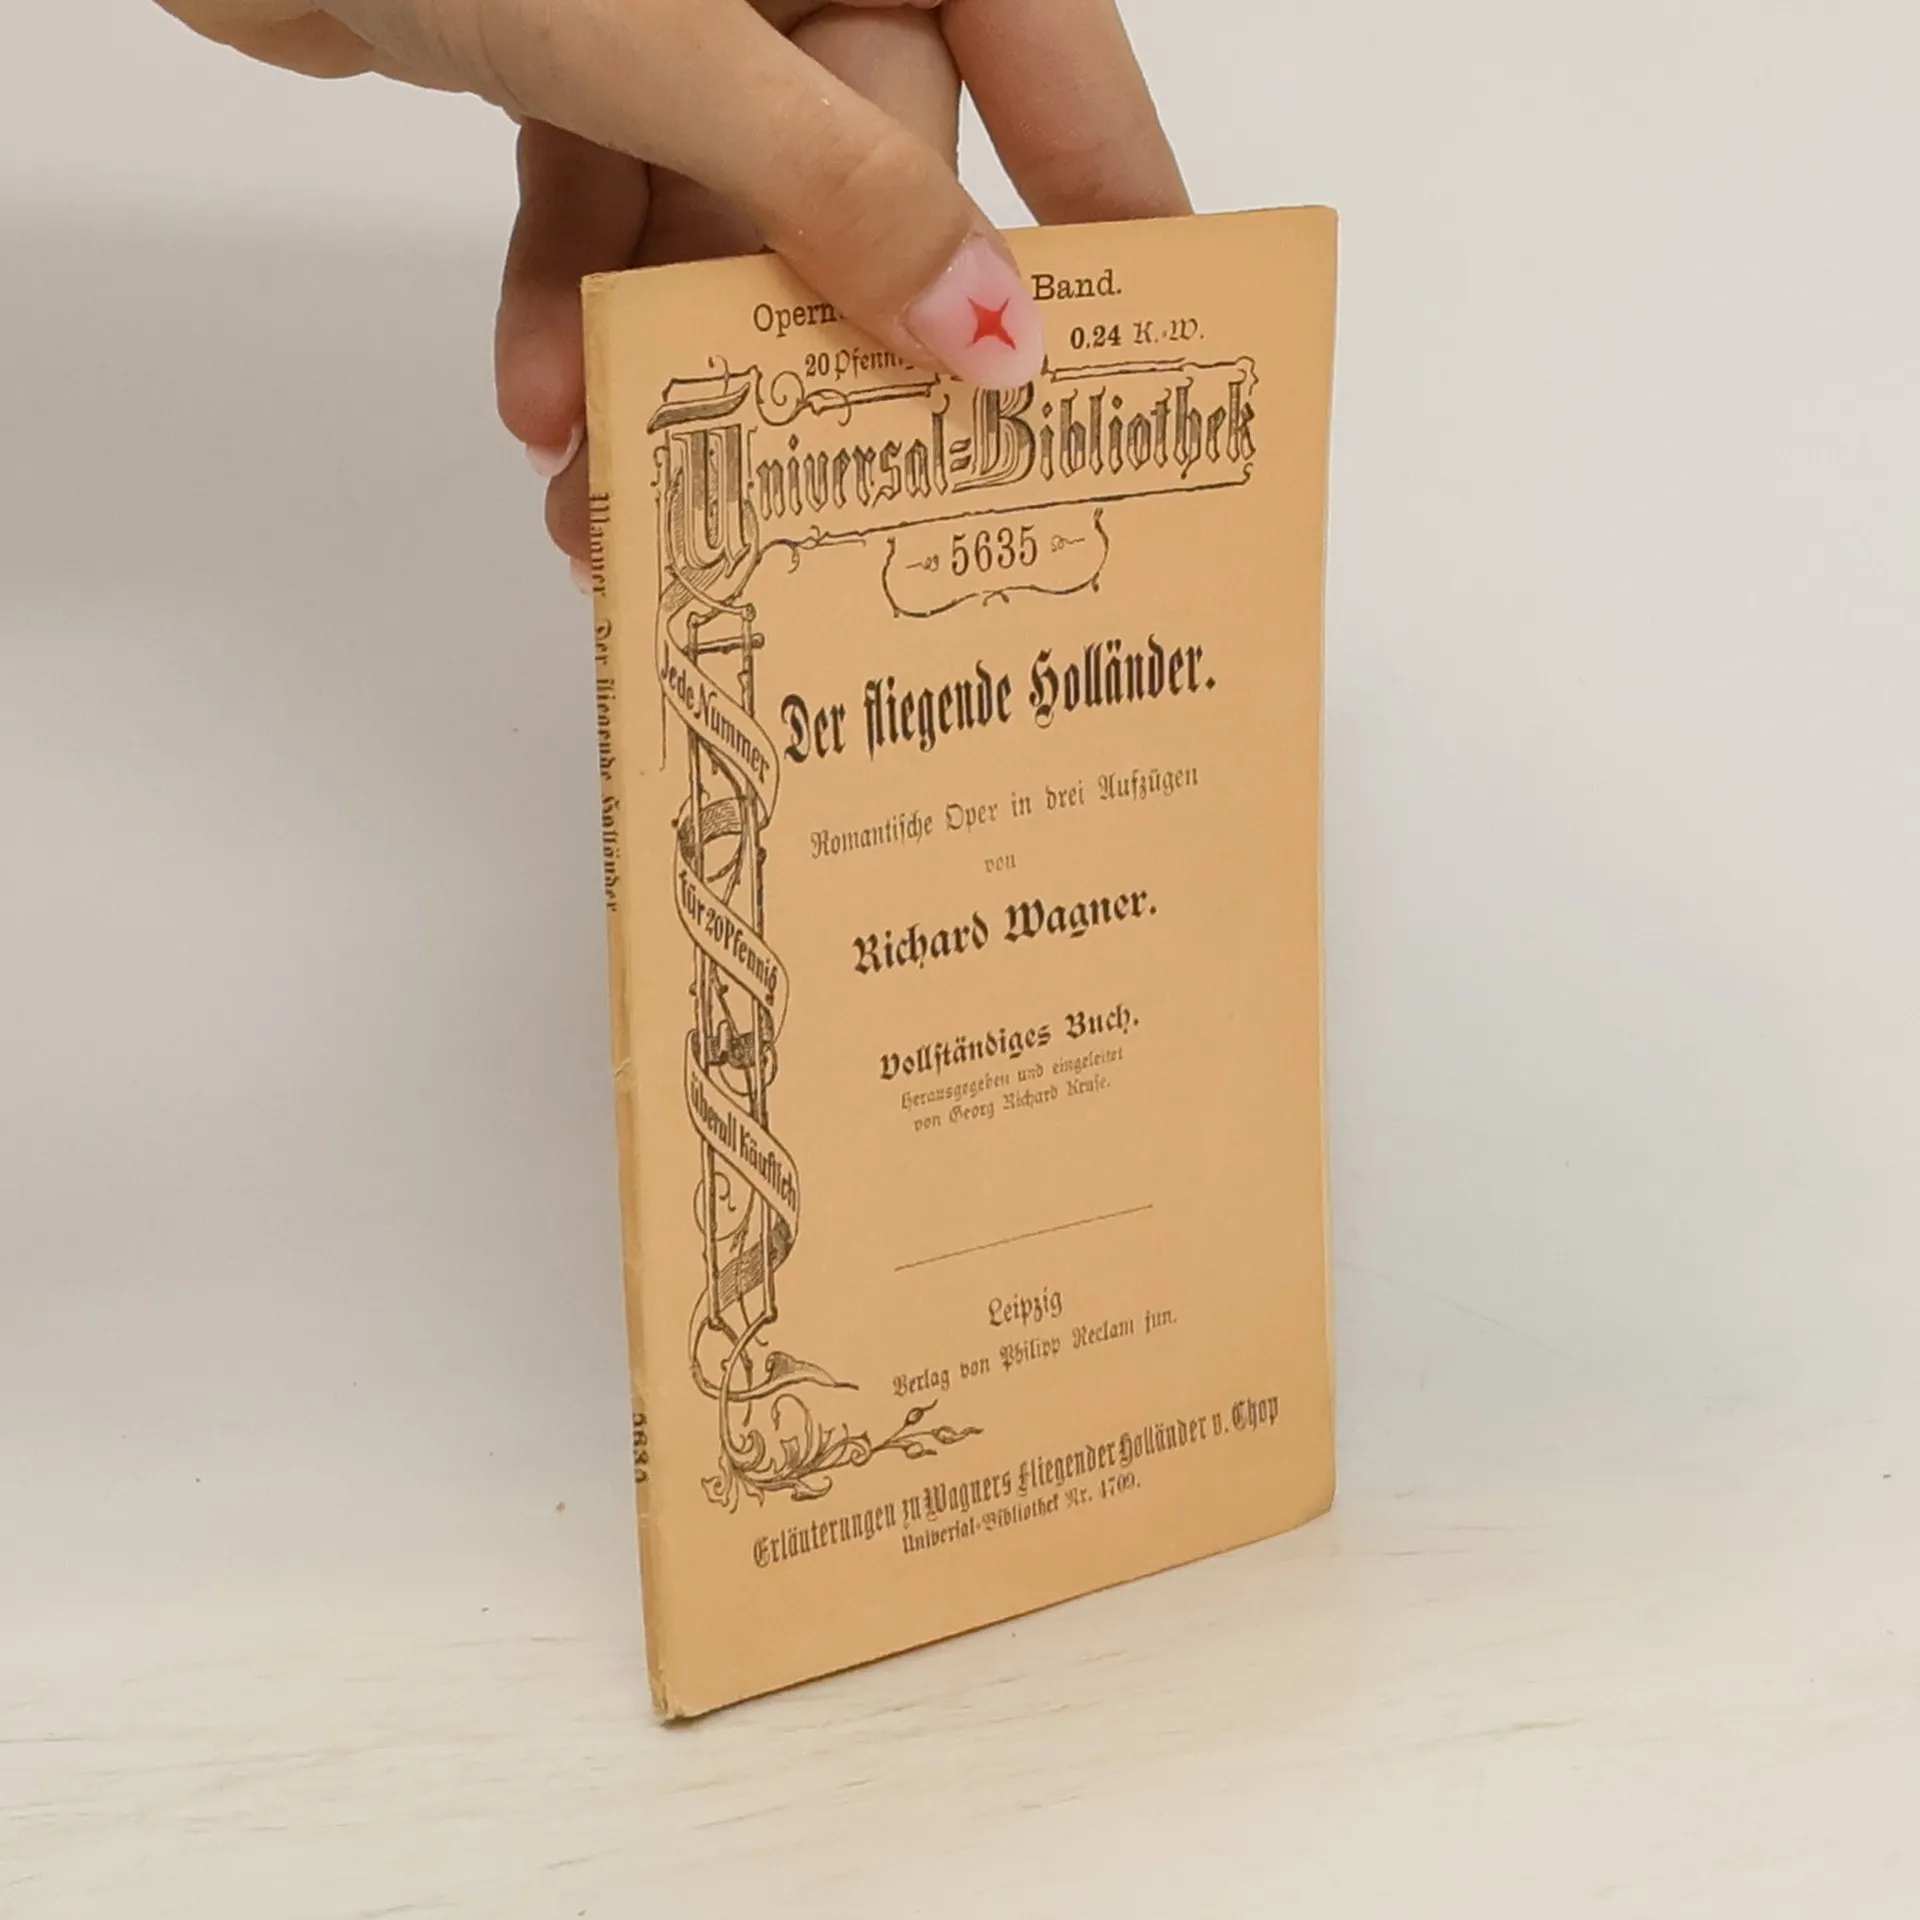 Band.
20 Pfennig
0.24 K.-W.
Universal=Bibliothek
5635
Jede Nummer
für 20 Pfennig
überall käuflich
Der fliegende Holländer.
Romantische Oper in drei Aufzügen
von
Richard Wagner.
Vollständiges Buch.
Herausgegeben und eingeleitet
von Georg Richard Kruse.
Leipzig
Verlag von Philipp Reclam jun.
Erläuterungen zu Wagners Fliegender Holländer v. Chop
Universal-Bibliothek Nr. 4709.
Wagner, Der fliegende Holländer
5635